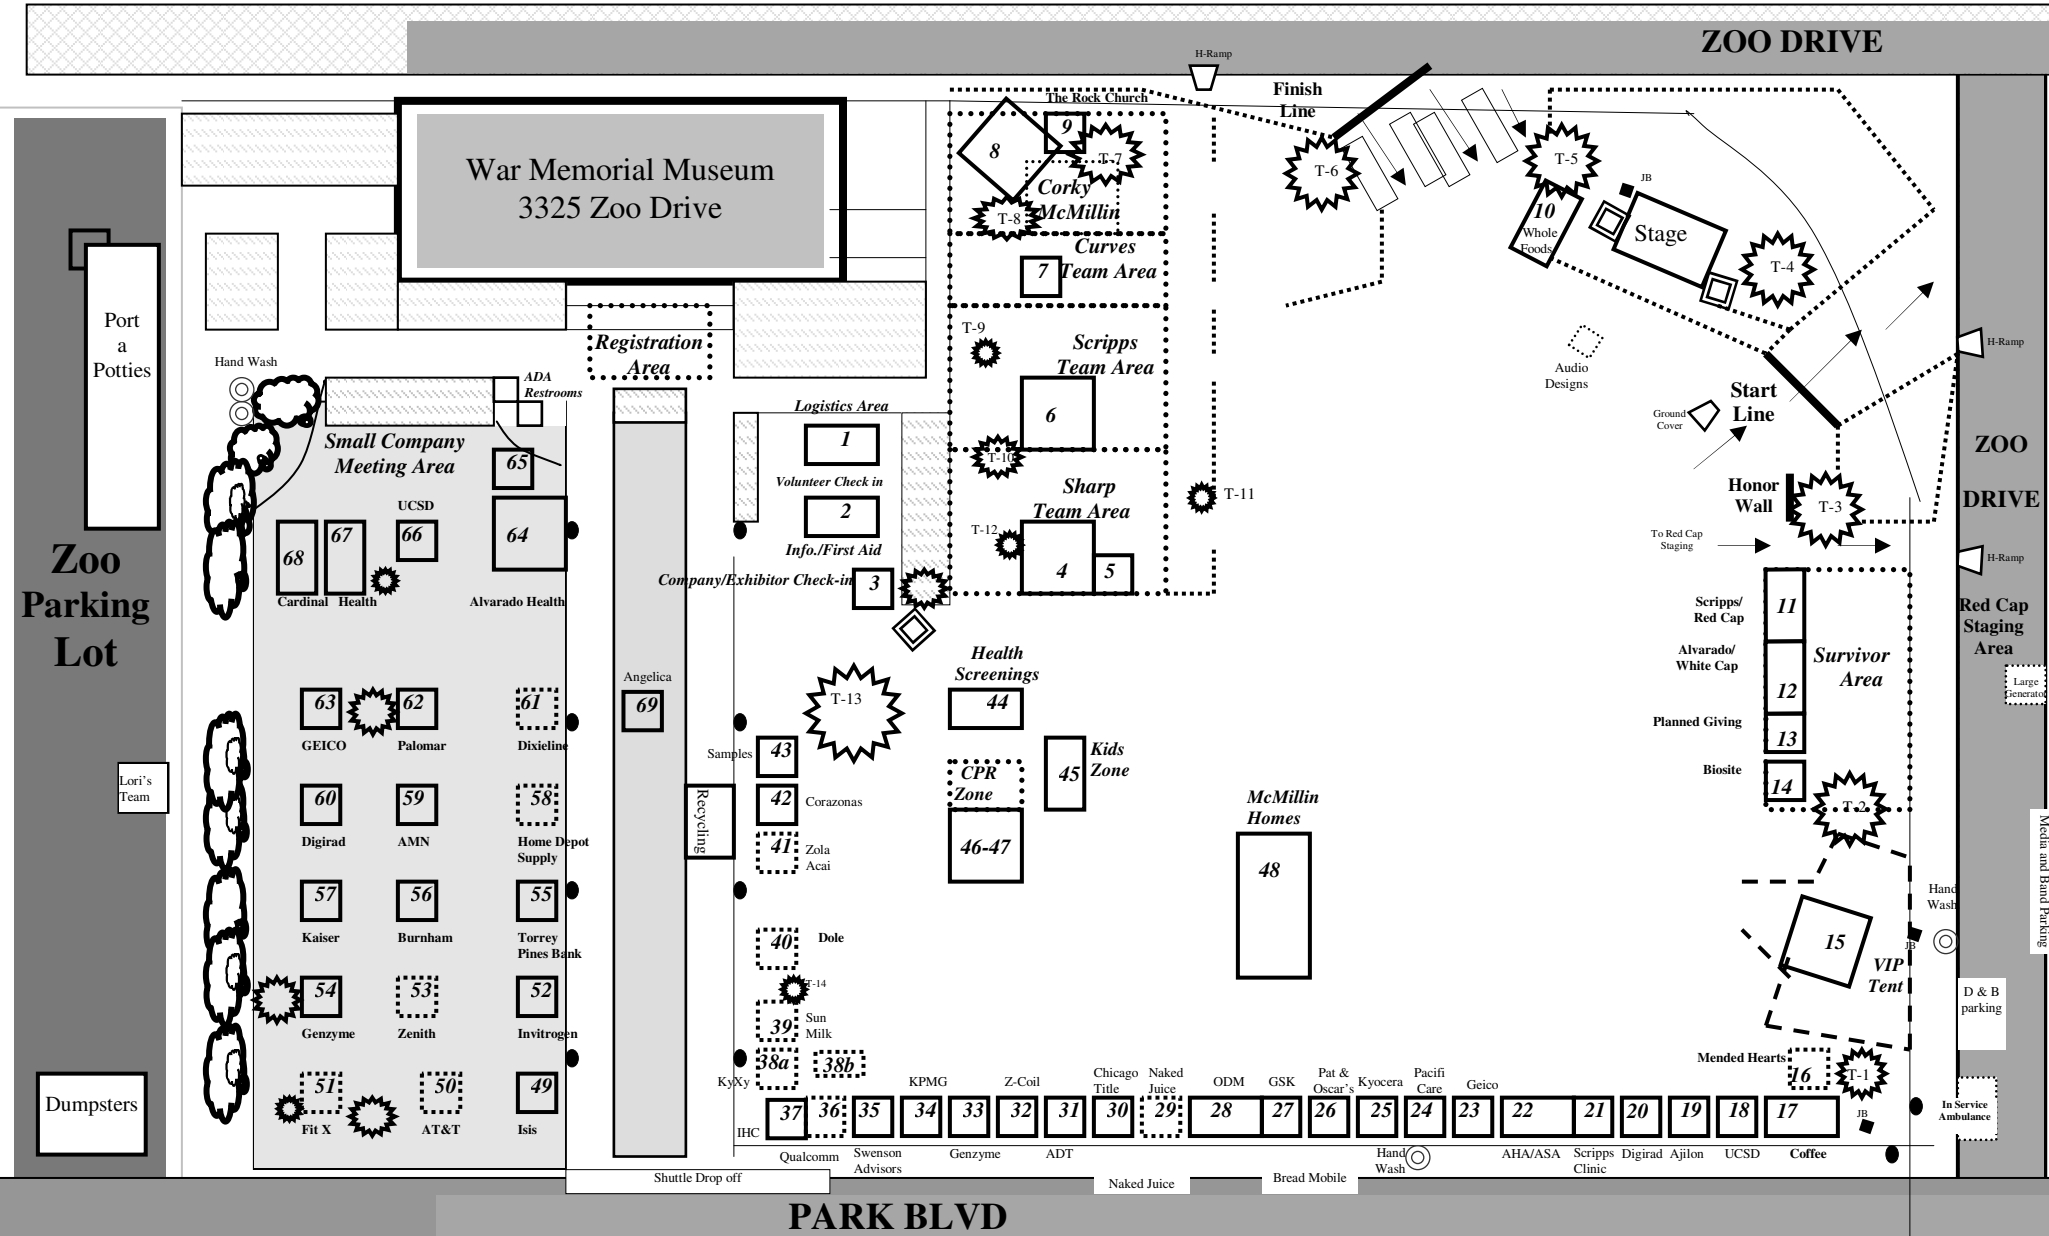 ZOO DRIVE
H-Ramp
Finish
Line
The Rock Church
9
8
T-7
Corky
McMillin
T-8
War Memorial Museum
3325 Zoo Drive
T-6
T-5
JB
10
Whole
Foods
Stage
T-4
Curves
Team Area
7
Port
a
Potties
Hand Wash
Registration
Area
T-9
Scripps
Team Area
6
T-10
Audio
Designs
H-Ramp
Start
Line
Ground
Cover
ADA
Restrooms
Logistics Area
1
Volunteer Check in
2
Info./First Aid
Company/Exhibitor Check-in
3
Small Company
Meeting Area
65
UCSD
66
64
67
68
Cardinal
Health
Alvarado Health
Sharp
Team Area
T-12
4
5
T-11
Honor
Wall
T-3
To Red Cap
Staging
ZOO
DRIVE
H-Ramp
Red Cap
Staging
Area
Large
Generator
Zoo
Parking
Lot
Scripps/
Red Cap
11
Alvarado/
White Cap
12
Survivor
Area
Planned Giving
13
Biosite
14
T-2
Angelica
69
T-13
Health
Screenings
44
63
GEICO
62
Palomar
61
Dixieline
Samples
43
CPR
Zone
45
Kids
Zone
Lori's
Team
60
Digirad
59
AMN
58
Home Depot
Supply
Recycling
42
Corazonas
41
Zola
Acai
46-47
McMillin
Homes
48
Media and Band Parking
57
Kaiser
56
Burnham
55
Torrey
Pines Bank
40
Dole
T-14
15
VIP
Tent
JB
Hand
Wash
D & B
parking
54
Genzyme
53
Zenith
52
Invitrogen
39
Sun
Milk
38a
38b
KyXy
Mended Hearts
16
T-1
JB
In Service
Ambulance
Dumpsters
51
Fit X
50
AT&T
49
Isis
KPMG
Z-Coil
Chicago
Title
Naked
Juice
ODM
GSK
Pat &
Oscar's
Kyocera
Pacifi
Care
Geico
37
36
35
34
33
32
31
30
29
28
27
26
25
24
23
22
21
20
19
18
17
IHC
Qualcomm
Swenson
Advisors
Genzyme
ADT
Hand
Wash
AHA/ASA
Scripps
Clinic
Digirad
Ajilon
UCSD
Coffee
Shuttle Drop off
Naked Juice
Bread Mobile
PARK BLVD